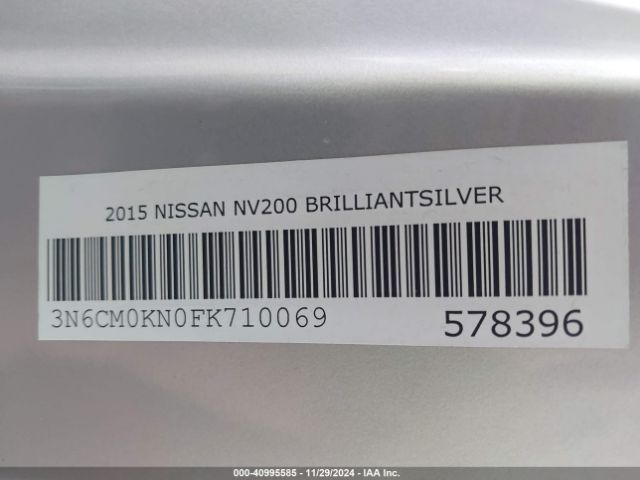 2015 NISSAN NV200 BRILLIANTSILVER
3N6CM0KN0FK710069
578396
000-40995585 - 11/29/2024 - IAA Inc.